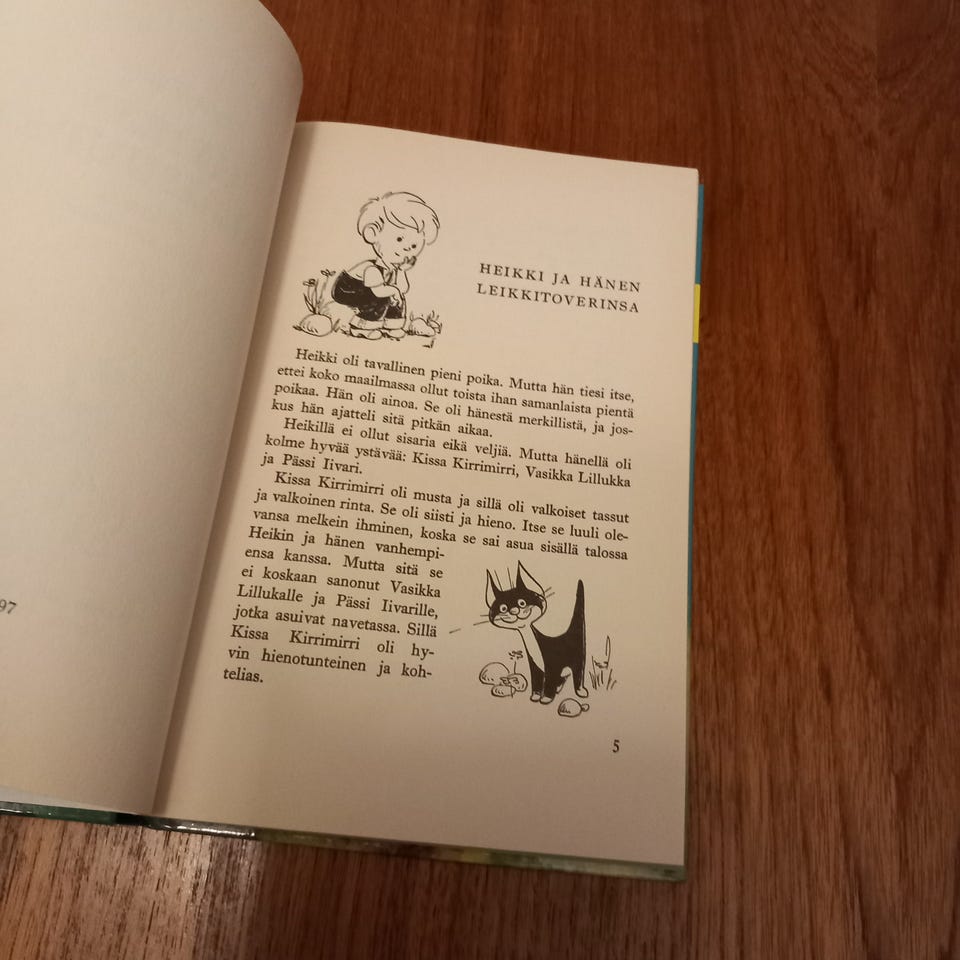 97
HEIKKI JA HÄNEN
LEIKKITOVERINSA
Heikki oli tavallinen pieni poika. Mutta hän tiesi itse,
ettei koko maailmassa ollut toista ihan samanlaista pientä
poikaa. Hän oli ainoa. Se oli hänestä merkillistä, ja jos-
kus hän ajatteli sitä pitkän aikaa.
Heikillä ei ollut sisaria eikä veljiä. Mutta hänellä oli
kolme hyvää ystävää: Kissa Kirrimirri, Vasikka Lillukka
ja Pässi Iivari.
Kissa Kirrimirri oli musta ja sillä oli valkoiset tassut
ja valkoinen rinta. Se oli siisti ja hieno. Itse se luuli ole-
vansa melkein ihminen, koska se sai asua sisällä talossa
Heikin ja hänen vanhempi-
ensa kanssa. Mutta sitä se
ei koskaan sanonut Vasikka
Lillukalle ja Pässi Iivarille,
jotka asuivat navetassa. Sillä
Kissa Kirrimirri oli hy-
vin hienotunteinen ja koh-
telias.
5